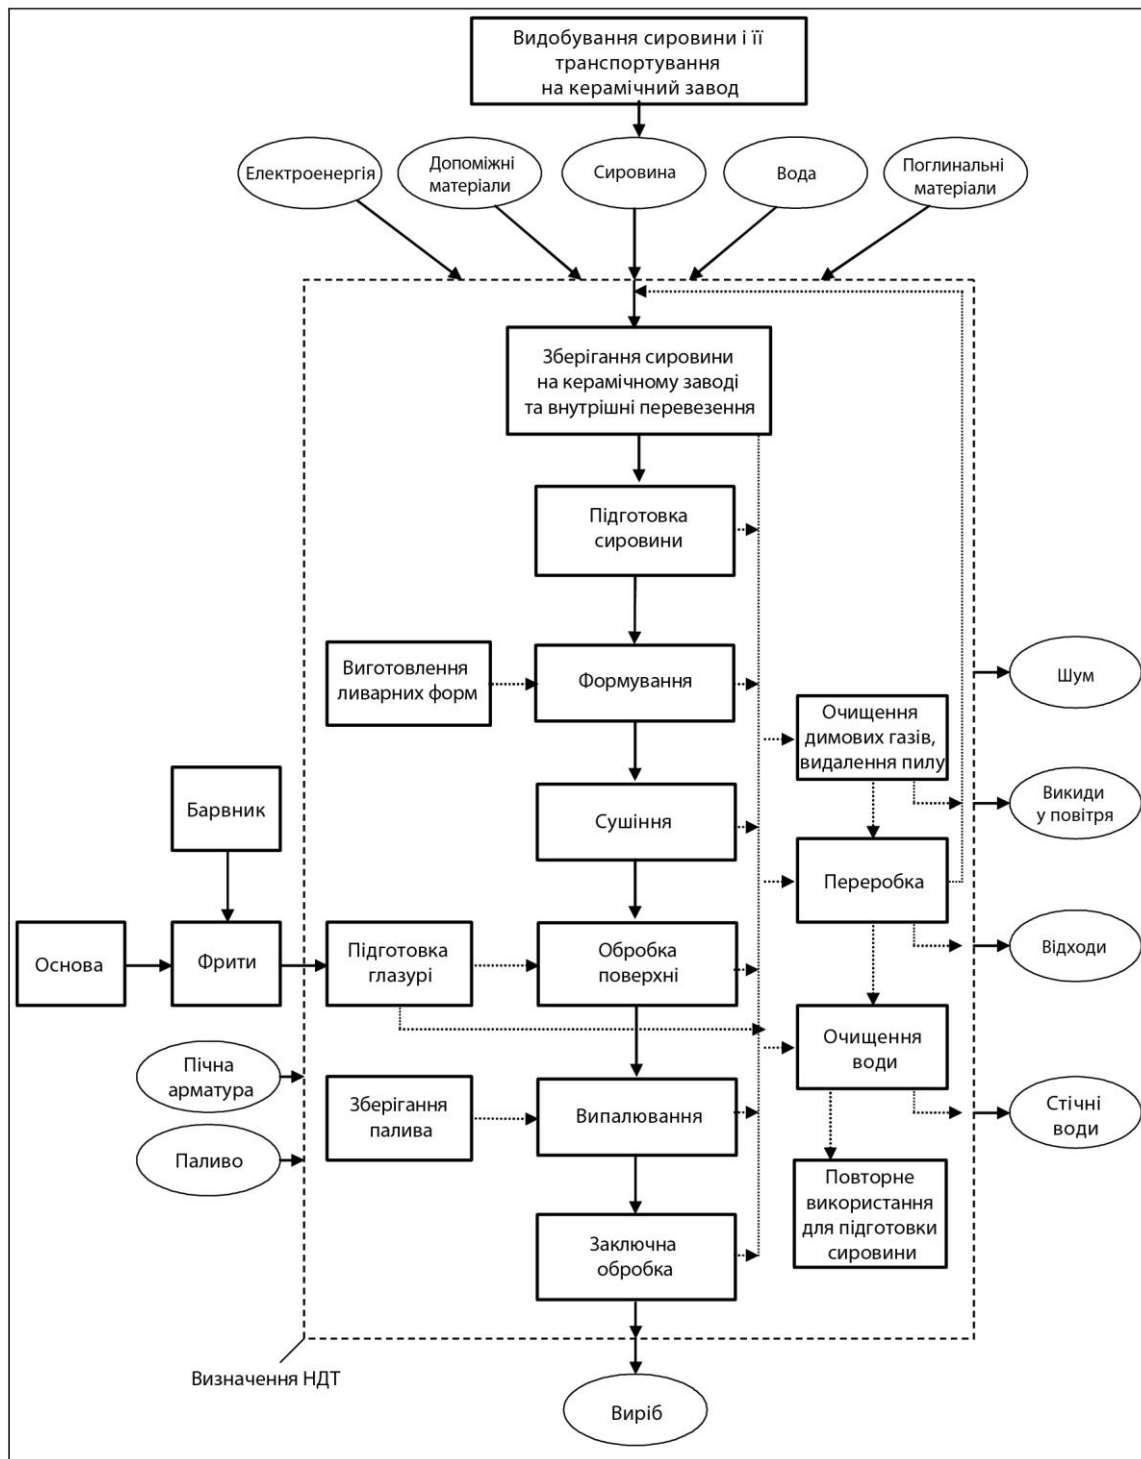 Видобування сировини і її
транспортування
на керамічний завод
Електроенергія
Допоміжні
матеріали
Сировина
Вода
Поглинальні
матеріали
Зберігання сировини
на керамічному заводі
та внутрішні перевезення
Підготовка
сировини
Виготовлення
ливарних форм
Формування
Шум
Очищення
димових газів,
видалення пилу
Барвник
Сушіння
Викиди
у повітря
Переробка
Основа
Фрити
Підготовка
глазурі
Обробка
поверхні
Відходи
Очищення
води
Пічна
арматура
Зберігання
палива
Випалювання
Стічні
води
Паливо
Повторне
використання
для підготовки
сировини
Заключна
обробка
Визначення НДТ
Виріб